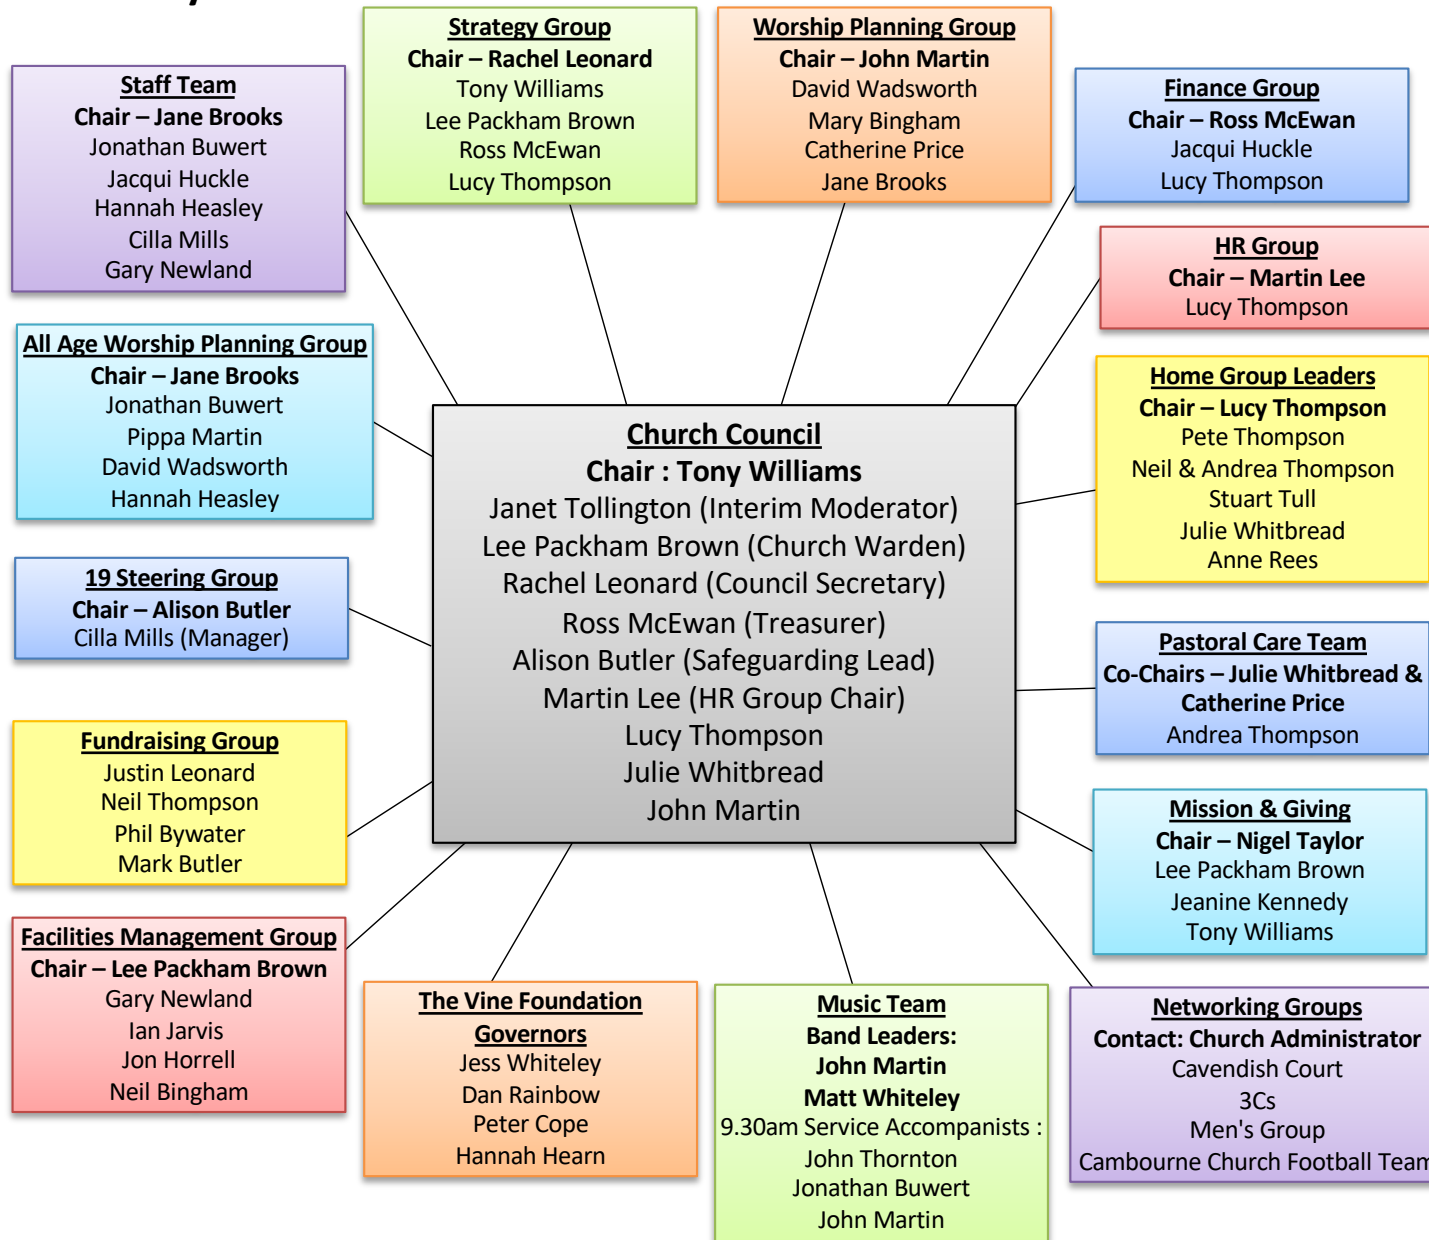 Strategy Group
Chair – Rachel Leonard
Tony Williams
Lee Packham Brown
Ross McEwan
Lucy Thompson
Worship Planning Group
Chair – John Martin
David Wadsworth
Mary Bingham
Catherine Price
Jane Brooks
Staff Team
Chair – Jane Brooks
Jonathan Buwert
Jacqui Huckle
Hannah Heasley
Cilla Mills
Gary Newland
Finance Group
Chair – Ross McEwan
Jacqui Huckle
Lucy Thompson
HR Group
Chair – Martin Lee
Lucy Thompson
All Age Worship Planning Group
Chair – Jane Brooks
Jonathan Buwert
Pippa Martin
David Wadsworth
Hannah Heasley
Home Group Leaders
Chair – Lucy Thompson
Pete Thompson
Neil & Andrea Thompson
Stuart Tull
Julie Whitbread
Anne Rees
Church Council
Chair : Tony Williams
Janet Tollington (Interim Moderator)
Lee Packham Brown (Church Warden)
Rachel Leonard (Council Secretary)
Ross McEwan (Treasurer)
Alison Butler (Safeguarding Lead)
Martin Lee (HR Group Chair)
Lucy Thompson
Julie Whitbread
John Martin
19 Steering Group
Chair – Alison Butler
Cilla Mills (Manager)
Pastoral Care Team
Co-Chairs – Julie Whitbread &
Catherine Price
Andrea Thompson
Fundraising Group
Justin Leonard
Neil Thompson
Phil Bywater
Mark Butler
Mission & Giving
Chair – Nigel Taylor
Lee Packham Brown
Jeanine Kennedy
Tony Williams
Facilities Management Group
Chair – Lee Packham Brown
Gary Newland
Ian Jarvis
Jon Horrell
Neil Bingham
The Vine Foundation
Governors
Jess Whiteley
Dan Rainbow
Peter Cope
Hannah Hearn
Music Team
Band Leaders:
John Martin
Matt Whiteley
9.30am Service Accompanists :
John Thornton
Jonathan Buwert
John Martin
Networking Groups
Contact: Church Administrator
Cavendish Court
3Cs
Men's Group
Cambourne Church Football Team